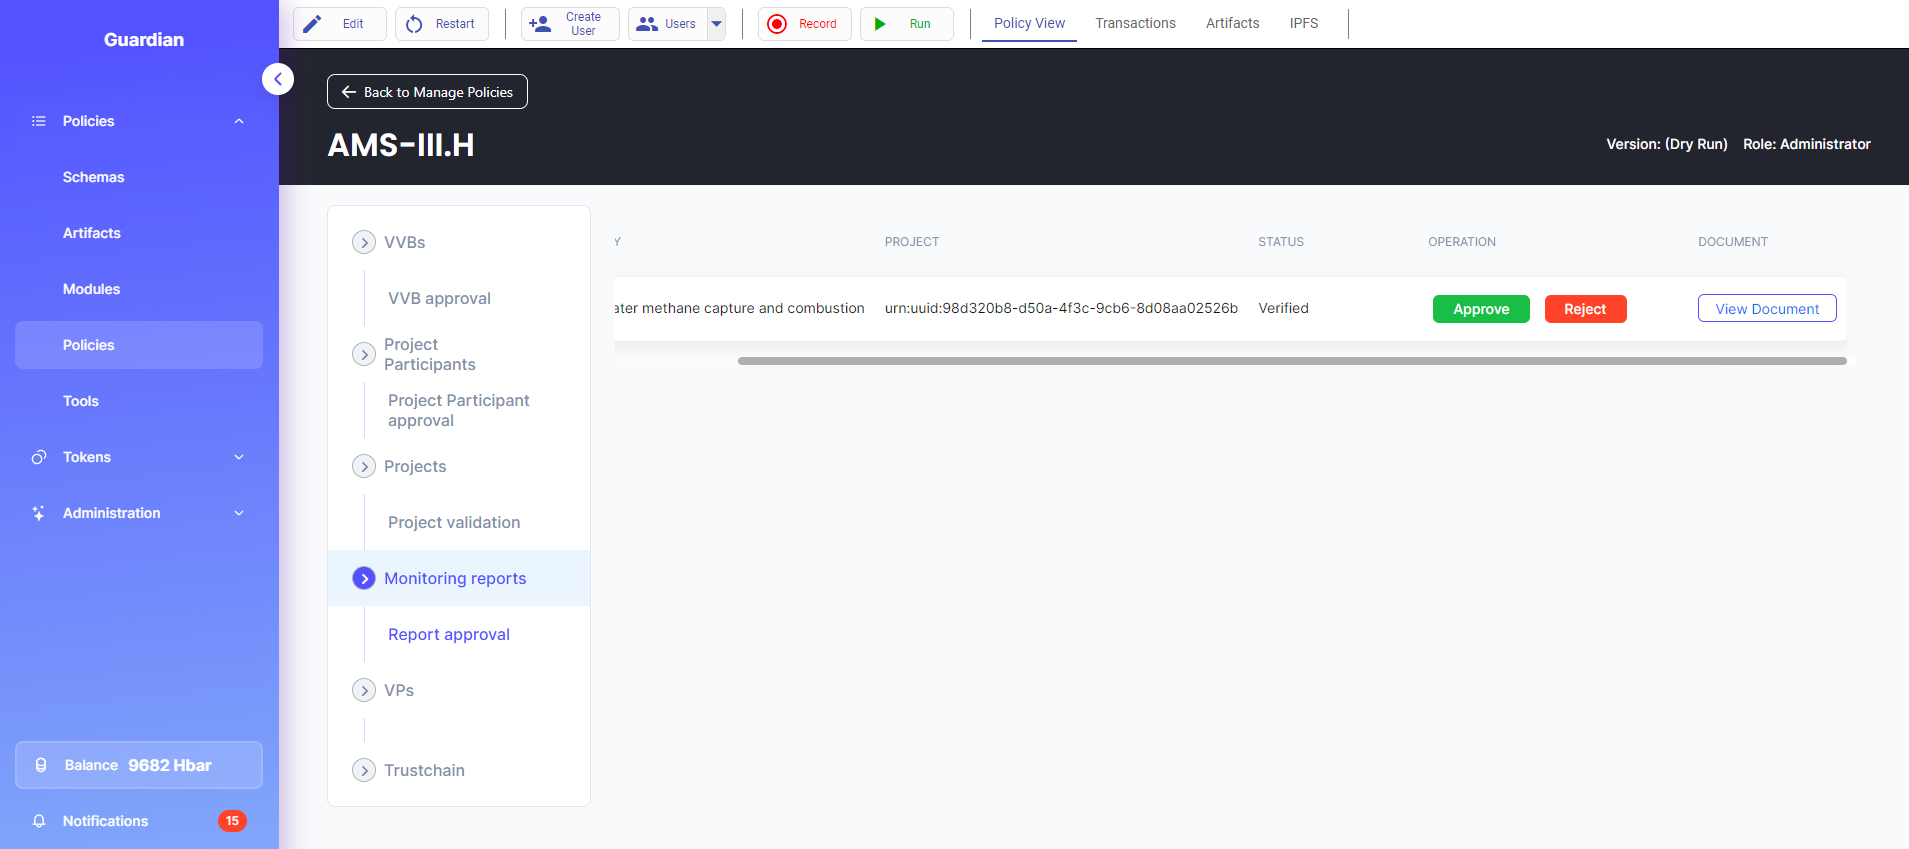 Guardian
Policies
Schemas
Artifacts
Modules
Policies
Tools
Tokens
Administration
Balance 9682 Hbar
Notifications 15
Edit
Restart
Create
User
Users
Record
Run
Policy View
Transactions
Artifacts
IPFS
Back to Manage Policies
AMS-III.H
Version: (Dry Run) Role: Administrator
VVBs
VVB approval
Project
Participants
Project Participant
approval
Projects
Project validation
Monitoring reports
Report approval
VPs
Trustchain
Y PROJECT STATUS OPERATION DOCUMENT
ater methane capture and combustion urn:uuid:98d320b8-d50a-4f3c-9cb6-8d08aa02526b Verified Approve Reject View Document